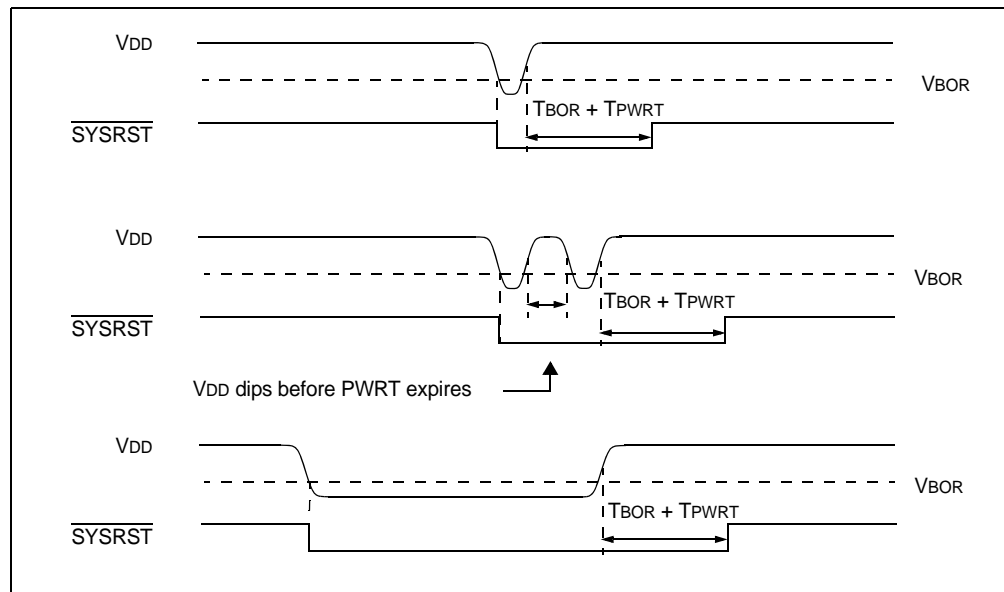 VDD
VBOR
TBOR + TPWRT
SYSRST
VDD
VBOR
TBOR + TPWRT
SYSRST
VDD dips before PWRT expires
VDD
VBOR
TBOR + TPWRT
SYSRST